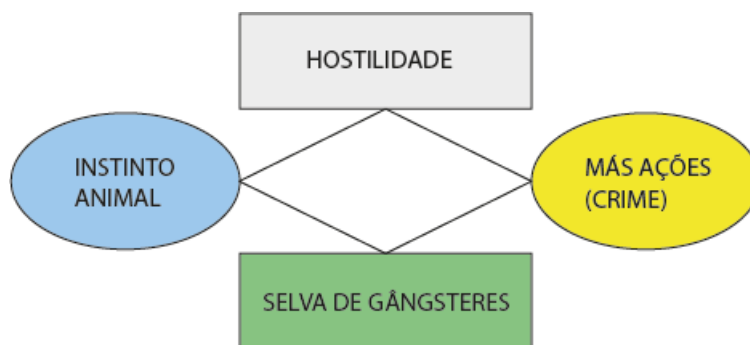 HOSTILIDADE
INSTINTO
ANIMAL
MÁS AÇÕES
(CRIME)
SELVA DE GÂNGSTERES